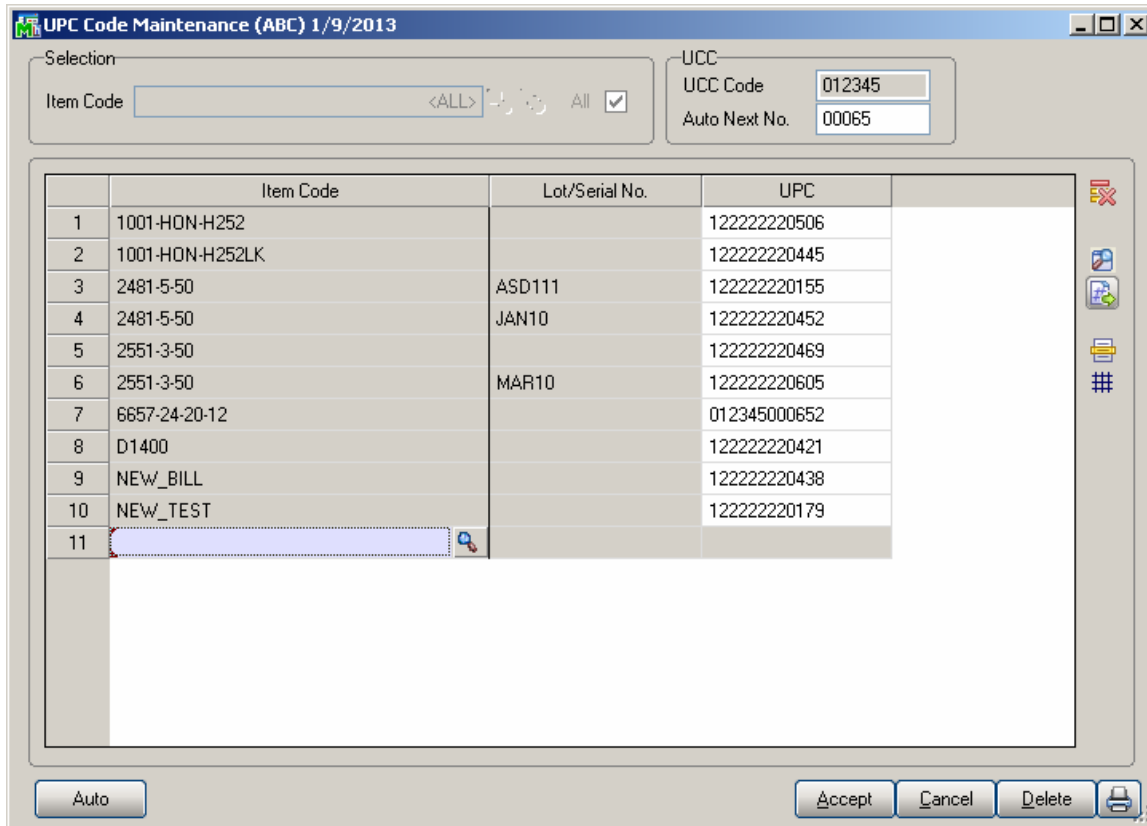 UPC Code Maintenance (ABC) 1/9/2013
Selection
Item Code <ALL> All
UCC
UCC Code 012345
Auto Next No. 00065
Item Code Lot/Serial No. UPC
1 1001-HON-H252 122222220506
2 1001-HON-H252LK 122222220445
3 2481-5-50 ASD111 122222220155
4 2481-5-50 JAN10 122222220452
5 2551-3-50 122222220469
6 2551-3-50 MAR10 122222220605
7 6657-24-20-12 012345000652
8 D1400 122222220421
9 NEW_BILL 122222220438
10 NEW_TEST 122222220179
11
Auto Accept Cancel Delete